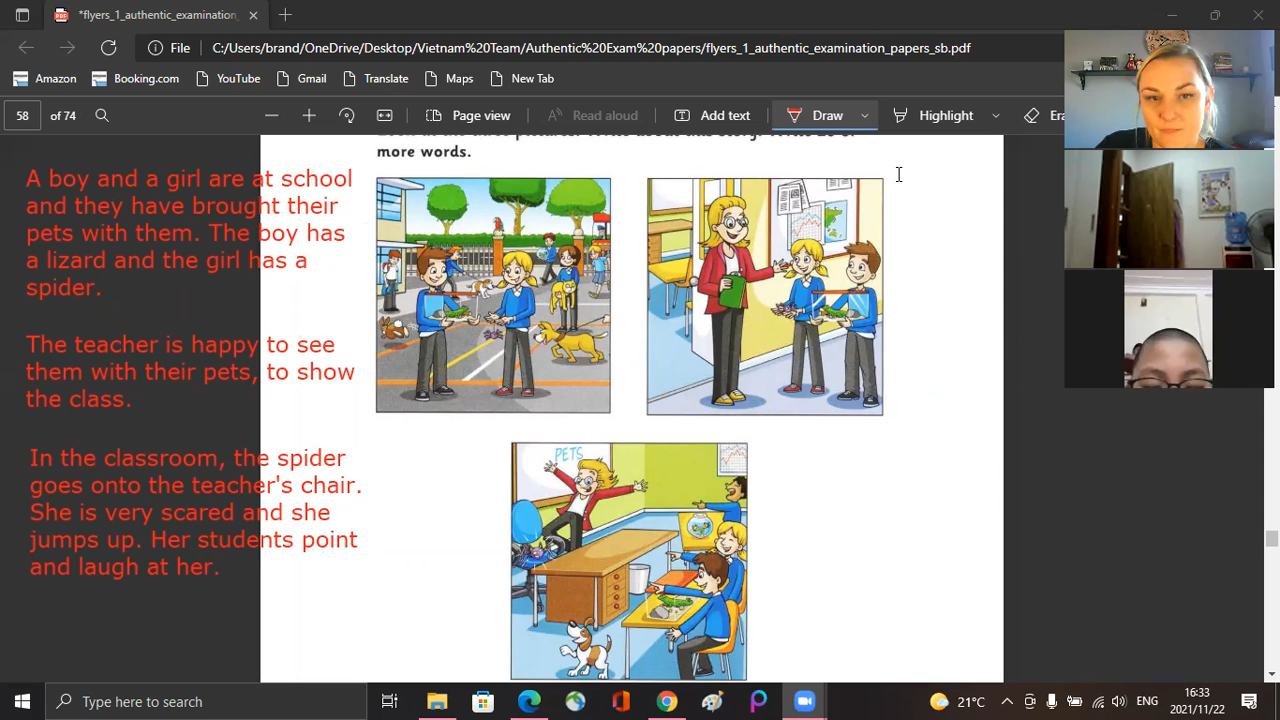 *flyers_1_authentic_examination_
File
C:/Users/brand/OneDrive/Desktop/Vietnam%20Team/Authentic%20Exam%20papers/flyers_1_authentic_examination_papers_sb.pdf
Amazon
Booking.com
YouTube
Gmail
Translate
Maps
New Tab
58
of 74
Page view
Read aloud
Add text
Draw
Highlight
Era
more words.
A boy and a girl are at school
and they have brought their
pets with them. The boy has
a lizard and the girl has a
spider.
The teacher is happy to see
them with their pets, to show
the class.
In the classroom, the spider
goes onto the teacher's chair.
She is very scared and she
jumps up. Her students point
and laugh at her.
PETS
Type here to search
21°C
ENG
16:33
2021/11/22